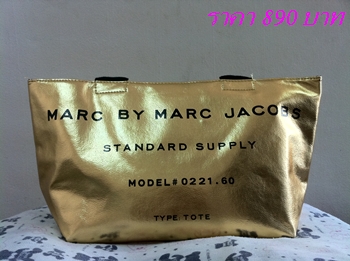 ราคา 890 บาท
MARC BY MARC JACOBS
STANDARD SUPPLY
MODEL#0221.60
TYPE TOTE